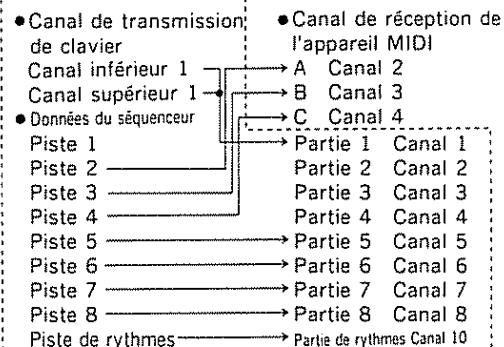 ●Canal de transmission
de clavier
Canal inférieur 1
Canal supérieur 1
●Données du séquenceur
Piste 1
Piste 2
Piste 3
Piste 4
Piste 5
Piste 6
Piste 7
Piste 8
Piste de rythmes
●Canal de réception de
l'appareil MIDI
A Canal 2
B Canal 3
C Canal 4
Partie 1 Canal 1
Partie 2 Canal 2
Partie 3 Canal 3
Partie 4 Canal 4
Partie 5 Canal 5
Partie 6 Canal 6
Partie 7 Canal 7
Partie 8 Canal 8
Partie de rythmes Canal 10